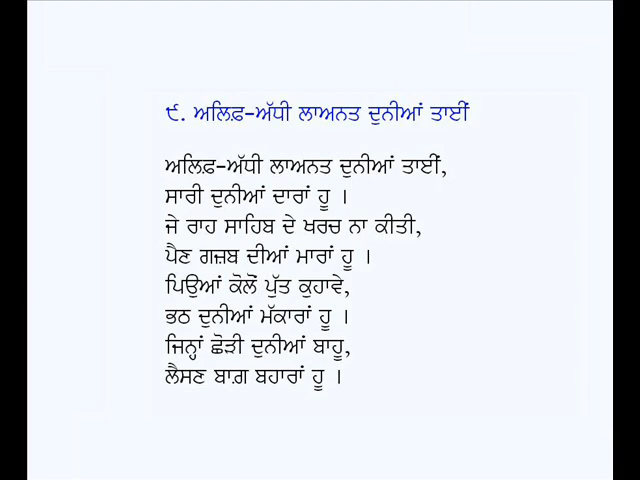 ੯. ਅਲਿਫ਼-ਅੱਧੀ ਲਾਅਨਤ ਦੁਨੀਆਂ ਤਾਈਂ
ਅਲਿਫ਼-ਅੱਧੀ ਲਾਅਨਤ ਦੁਨੀਆਂ ਤਾਈਂ,
ਸਾਰੀ ਦੁਨੀਆਂ ਦਾਰਾਂ ਹੂ ।
ਜੇ ਰਾਹ ਸਾਹਿਬ ਦੇ ਖਰਚ ਨਾ ਕੀਤੀ,
ਪੈਣ ਗਜ਼ਬ ਦੀਆਂ ਮਾਰਾਂ ਹੂ ।
ਪਿਉਆਂ ਕੋਲੋਂ ਪੁੱਤ ਕੁਹਾਵੇ,
ਭਠ ਦੁਨੀਆਂ ਮੱਕਾਰਾਂ ਹੂ ।
ਜਿਨ੍ਹਾਂ ਛੋੜੀ ਦੁਨੀਆਂ ਬਾਹੂ,
ਲੈਸਣ ਬਾਗ਼ ਬਹਾਰਾਂ ਹੂ ।